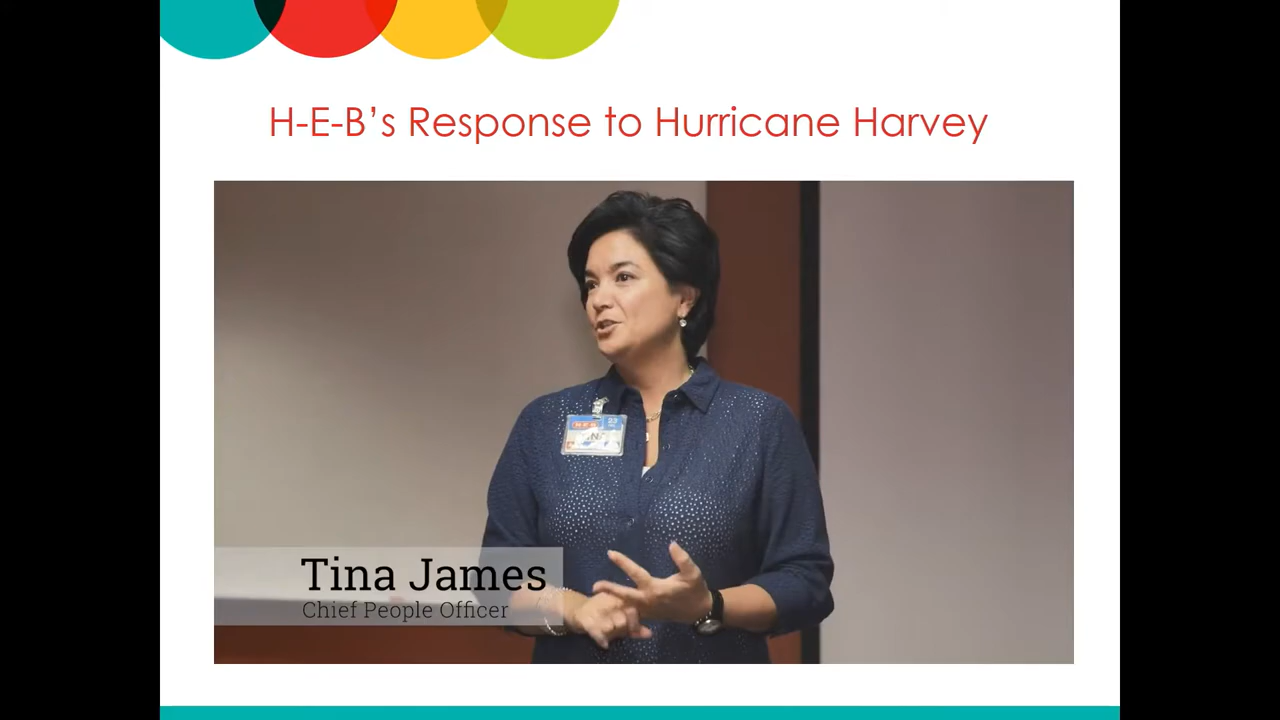 H-E-B’s Response to Hurricane Harvey
Tina James
Chief People Officer